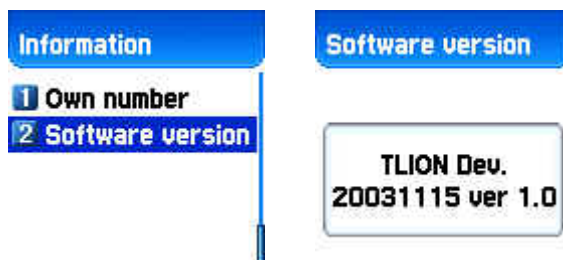 Information
1 Own number
2 Software version
Software version
TLION Dev.
20031115 ver 1.0